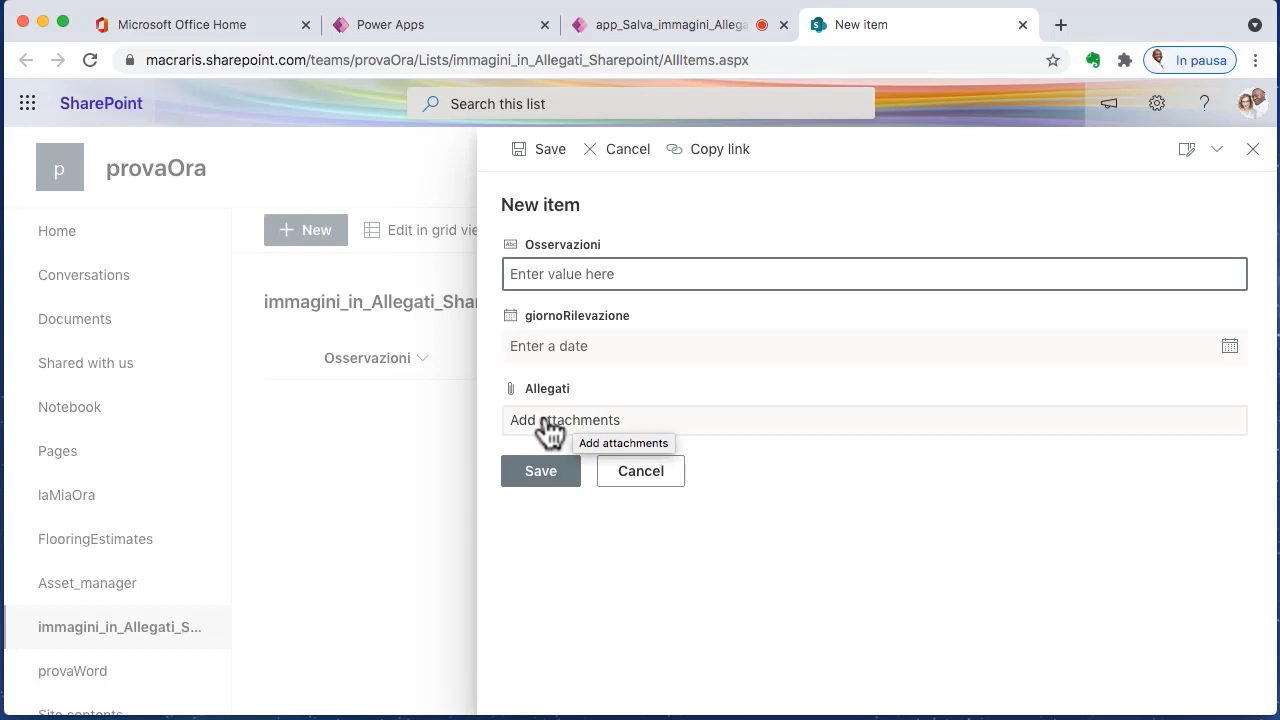 Microsoft Office Home
Power Apps
app_Salva_immagini_Allega
New item
macraris.sharepoint.com/teams/provaOra/Lists/immagini_in_Allegati_Sharepoint/AllItems.aspx
In pausa
SharePoint
Search this list
?
p
provaOra
Home
Conversations
Documents
Shared with us
Notebook
Pages
laMiaOra
FlooringEstimates
Asset_manager
immagini_in_Allegati_S...
provaWord
Site contents
+ New
Edit in grid vie
immagini_in_Allegati_Shar
Osservazioni
Save
Cancel
Copy link
New item
Abc
Osservazioni
Enter value here
giornoRilevazione
Enter a date
Allegati
Add attachments
Add attachments
Save
Cancel